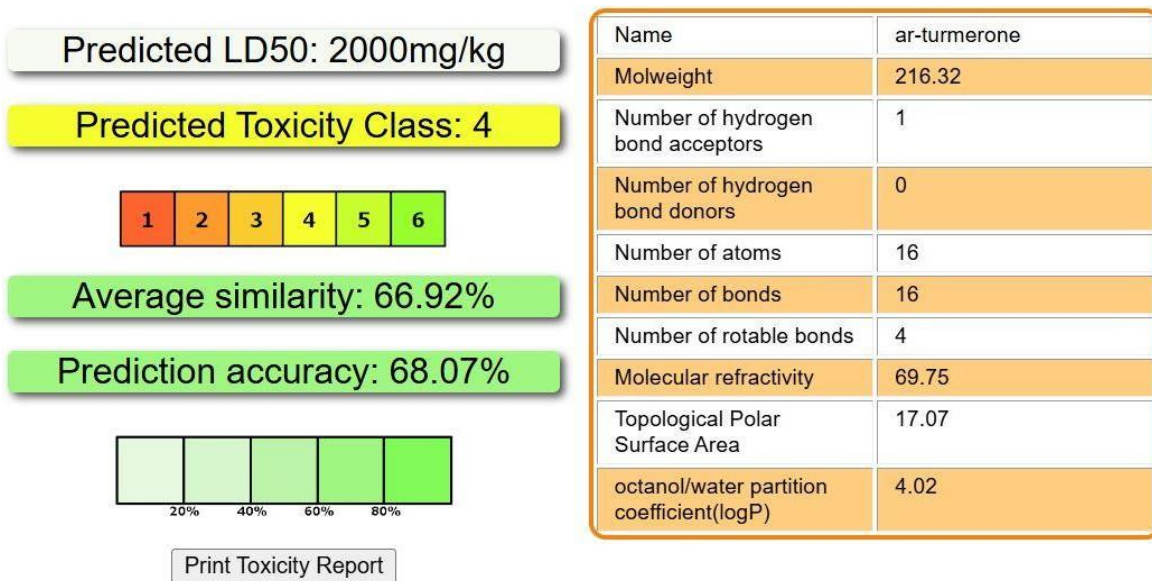 Predicted LD50: 2000mg/kg
Predicted Toxicity Class: 4
1 2 3 4 5 6
Average similarity: 66.92%
Prediction accuracy: 68.07%
20% 40% 60% 80%
Print Toxicity Report
Name ar-turmerone
Molweight 216.32
Number of hydrogen 1
bond acceptors
Number of hydrogen 0
bond donors
Number of atoms 16
Number of bonds 16
Number of rotable bonds 4
Molecular refractivity 69.75
Topological Polar 17.07
Surface Area
octanol/water partition 4.02
coefficient(logP)